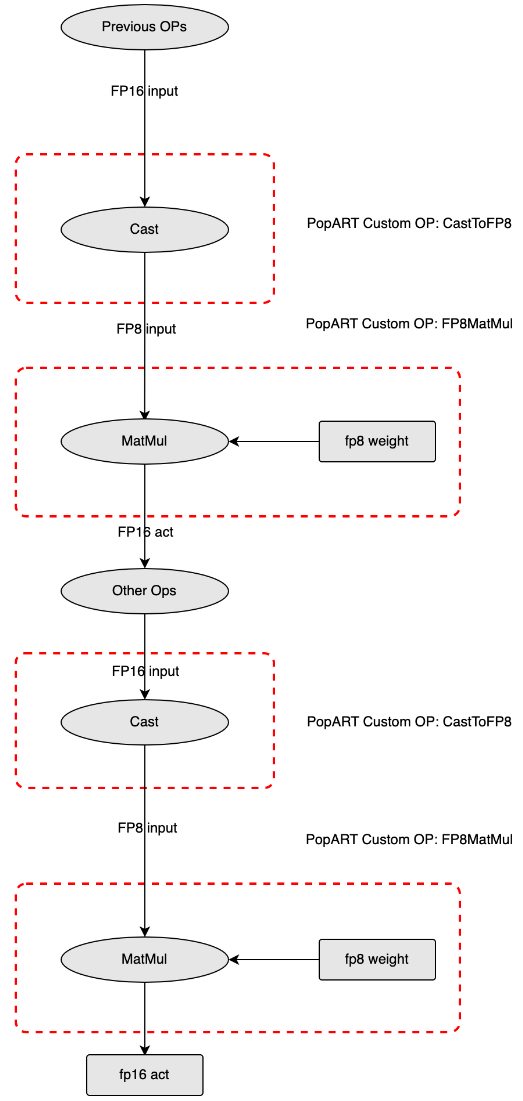 Previous OPs
FP16 input
PopART Custom OP: CastToFP8
Cast
PopART Custom OP: FP8MatMul
FP8 input
MatMul
fp8 weight
FP16 act
Other Ops
FP16 input
Cast
PopART Custom OP: CastToFP8
FP8 input
PopART Custom OP: FP8MatMul
MatMul
fp8 weight
fp16 act